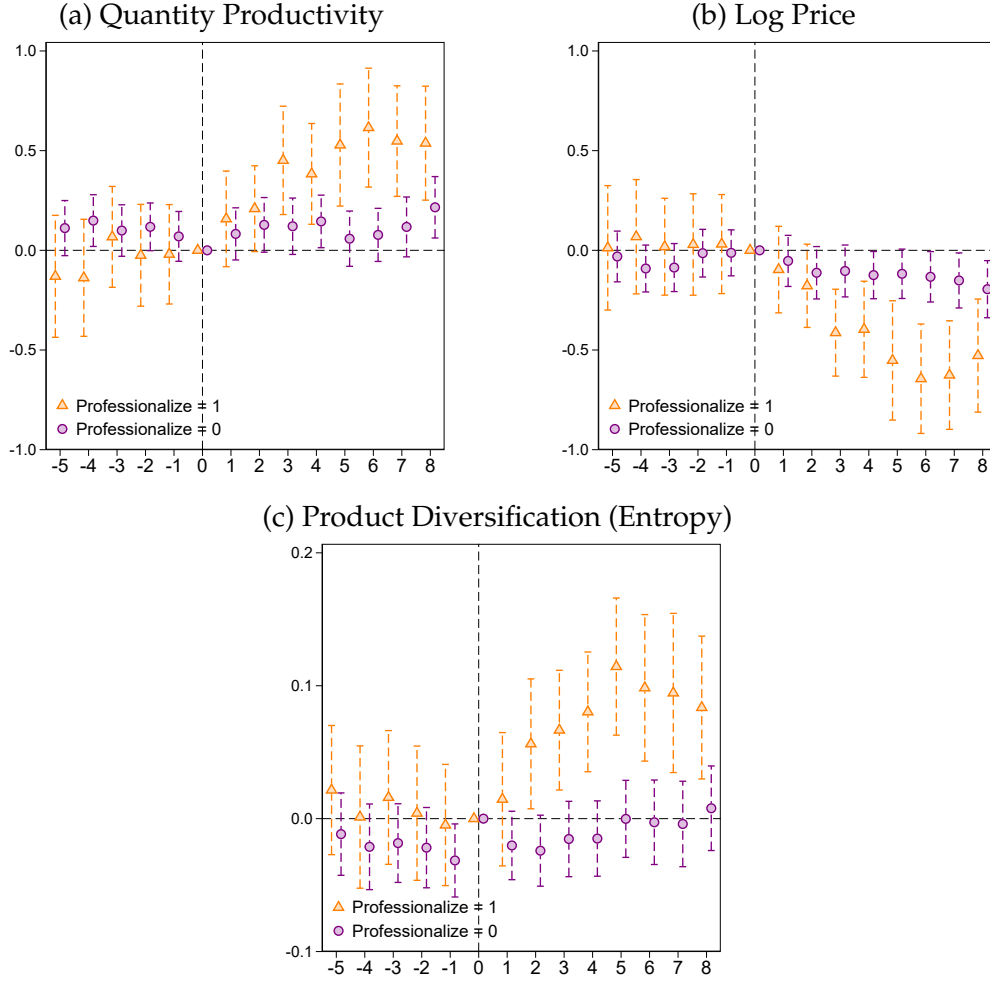 (a) Quantity Productivity
1.0
0.5
0.0
-0.5
-1.0
Professionalize = 1
Professionalize = 0
-5 -4 -3 -2 -1 0 1 2 3 4 5 6 7 8
(b) Log Price
1.0
0.5
0.0
-0.5
-1.0
Professionalize = 1
Professionalize = 0
-5 -4 -3 -2 -1 0 1 2 3 4 5 6 7 8
(c) Product Diversification (Entropy)
0.2
0.1
0.0
-0.1
Professionalize = 1
Professionalize = 0
-5 -4 -3 -2 -1 0 1 2 3 4 5 6 7 8